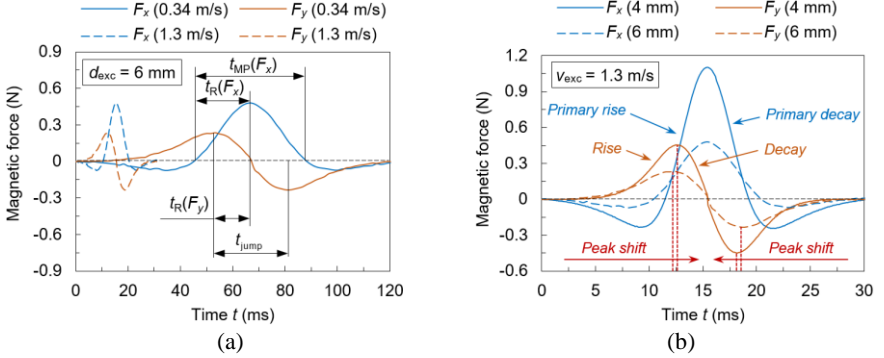 Fx (0.34 m/s) Fy (0.34 m/s)
Fx (1.3 m/s) Fy (1.3 m/s)
0.9
0.6
0.3
0
-0.3
-0.6
-0.9
Magnetic force (N)
dexc = 6 mm
tMP(Fx)
tR(Fx)
tR(Fy)
tjump
0 20 40 60 80 100 120
Time t (ms)
(a)
Fx (4 mm) Fy (4 mm)
Fx (6 mm) Fy (6 mm)
1.2
0.9
0.6
0.3
0
-0.3
-0.6
Magnetic force (N)
vexc = 1.3 m/s
Primary rise
Primary decay
Rise
Decay
Peak shift Peak shift
0 5 10 15 20 25 30
Time t (ms)
(b)